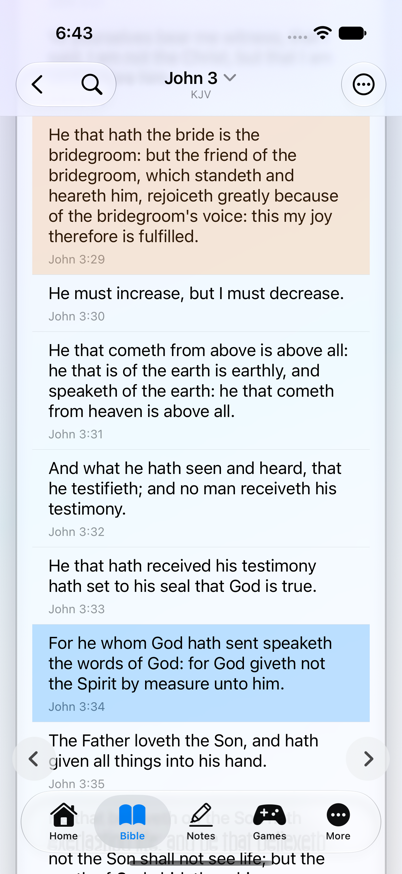 6:43
John 3
KJV
He that hath the bride is the
bridegroom: but the friend of the
bridegroom, which standeth and
heareth him, rejoiceth greatly because
of the bridegroom's voice: this my joy
therefore is fulfilled.
John 3:29
He must increase, but I must decrease.
John 3:30
He that cometh from above is above all:
he that is of the earth is earthly, and
speaketh of the earth: he that cometh
from heaven is above all.
John 3:31
And what he hath seen and heard, that
he testifieth; and no man receiveth his
testimony.
John 3:32
He that hath received his testimony
hath set to his seal that God is true.
John 3:33
For he whom God hath sent speaketh
the words of God: for God giveth not
the Spirit by measure unto him.
John 3:34
The Father loveth the Son, and hath
given all things into his hand.
John 3:35
Home
Bible
Notes
Games
More
not the Son shall not see life; but the